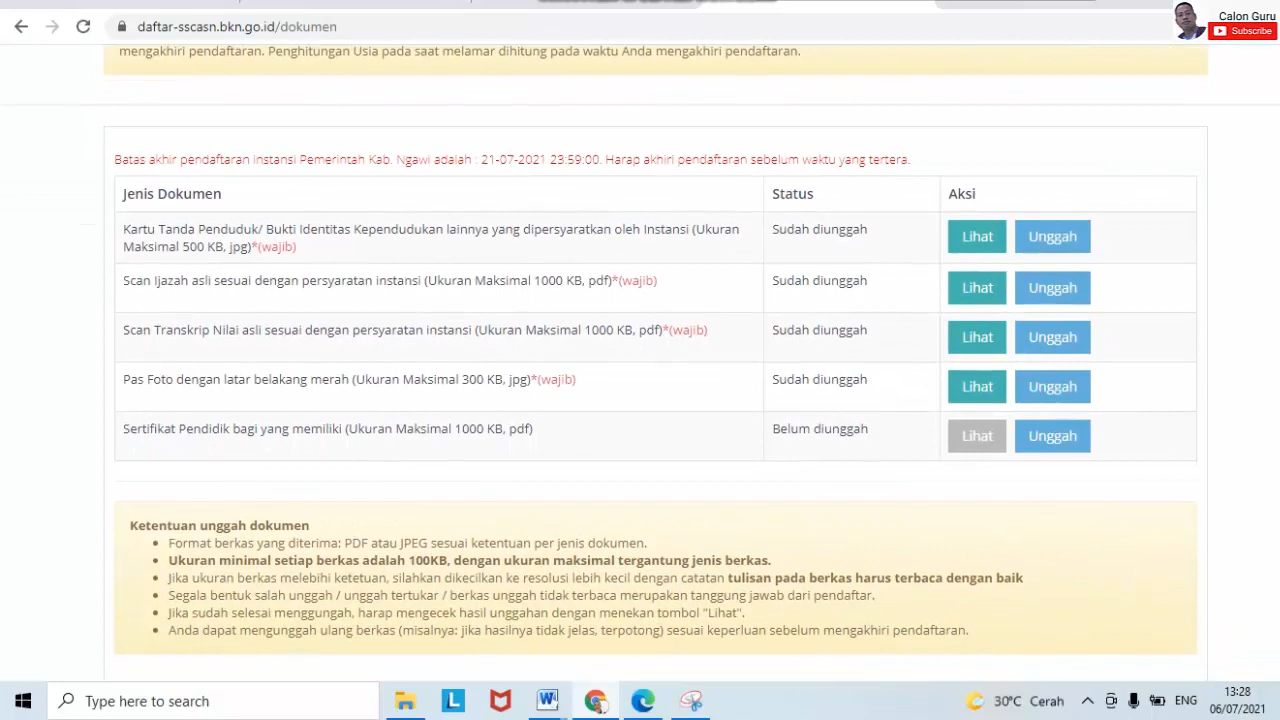 daftar-sscasn.bkn.go.id/dokumen
Calon Guru
Subscribe
mengakhiri pendaftaran. Penghitungan Usia pada saat melamar dihitung pada waktu Anda mengakhiri pendaftaran.
Batas akhir pendaftaran Instansi Pemerintah Kab. Ngawi adalah : 21-07-2021 23:59:00. Harap akhiri pendaftaran sebelum waktu yang tertera.
Jenis Dokumen Status Aksi
Kartu Tanda Penduduk/ Bukti Identitas Kependudukan lainnya yang dipersyaratkan oleh Instansi (Ukuran
Maksimal 500 KB, jpg)*(wajib)
Sudah diunggah Lihat Unggah
Scan Ijazah asli sesuai dengan persyaratan instansi (Ukuran Maksimal 1000 KB, pdf)*(wajib) Sudah diunggah Lihat Unggah
Scan Transkrip Nilai asli sesuai dengan persyaratan instansi (Ukuran Maksimal 1000 KB, pdf)*(wajib) Sudah diunggah Lihat Unggah
Pas Foto dengan latar belakang merah (Ukuran Maksimal 300 KB, jpg)*(wajib) Sudah diunggah Lihat Unggah
Sertifikat Pendidik bagi yang memiliki (Ukuran Maksimal 1000 KB, pdf) Belum diunggah Lihat Unggah
Ketentuan unggah dokumen
• Format berkas yang diterima: PDF atau JPEG sesuai ketentuan per jenis dokumen.
• Ukuran minimal setiap berkas adalah 100KB, dengan ukuran maksimal tergantung jenis berkas.
• Jika ukuran berkas melebihi ketetuan, silahkan dikecilkan ke resolusi lebih kecil dengan catatan tulisan pada berkas harus terbaca dengan baik
• Segala bentuk salah unggah / unggah tertukar / berkas unggah tidak terbaca merupakan tanggung jawab dari pendaftar.
• Jika sudah selesai menggungah, harap mengecek hasil unggahan dengan menekan tombol "Lihat".
• Anda dapat mengunggah ulang berkas (misalnya: jika hasilnya tidak jelas, terpotong) sesuai keperluan sebelum mengakhiri pendaftaran.
Type here to search
30°C Cerah
ENG
13:28
06/07/2021